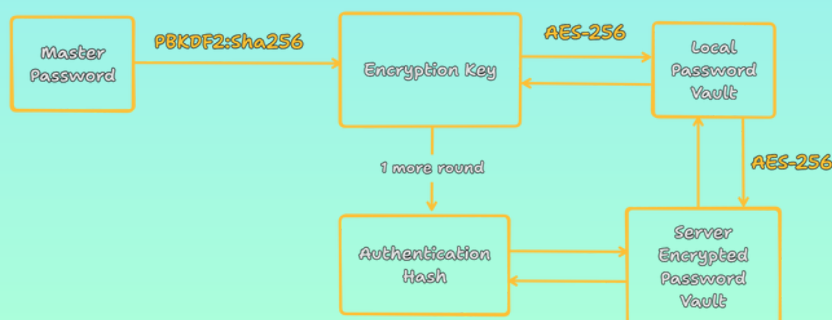 Master
Password
PBKDF2:Sha256
Encryption Key
AES-256
Local
Password
Vault
1 more round
AES-256
Authentication
Hash
Server
Encrypted
Password
Vault